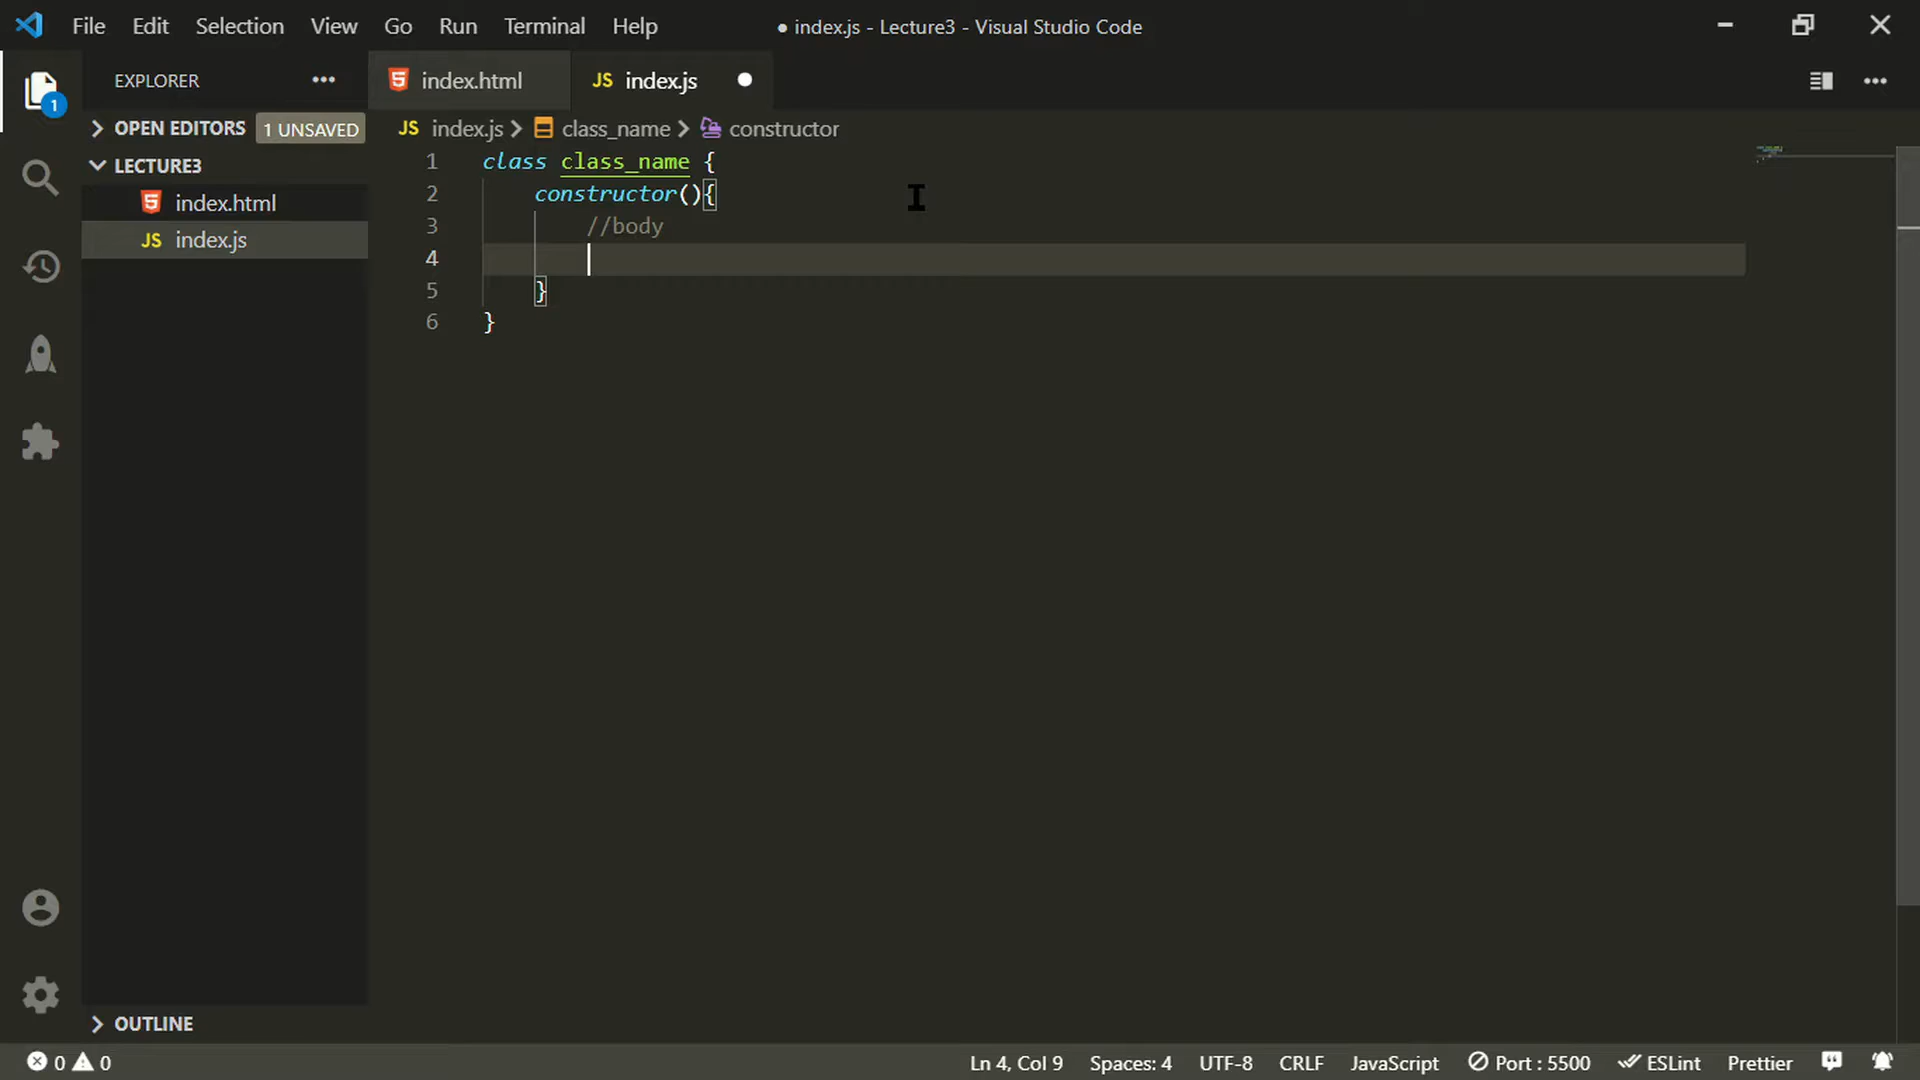 File Edit Selection View Go Run Terminal Help ● index.js - Lecture3 - Visual Studio Code
EXPLORER ••• index.html JS index.js
1
OPEN EDITORS 1 UNSAVED
JS index.js > class_name > constructor
LECTURE3
index.html
JS index.js
1 class class_name {
2 constructor(){
3 //body
4
5 }
6 }
OUTLINE
0 0 Ln 4, Col 9 Spaces: 4 UTF-8 CRLF JavaScript Port : 5500 ESLint Prettier